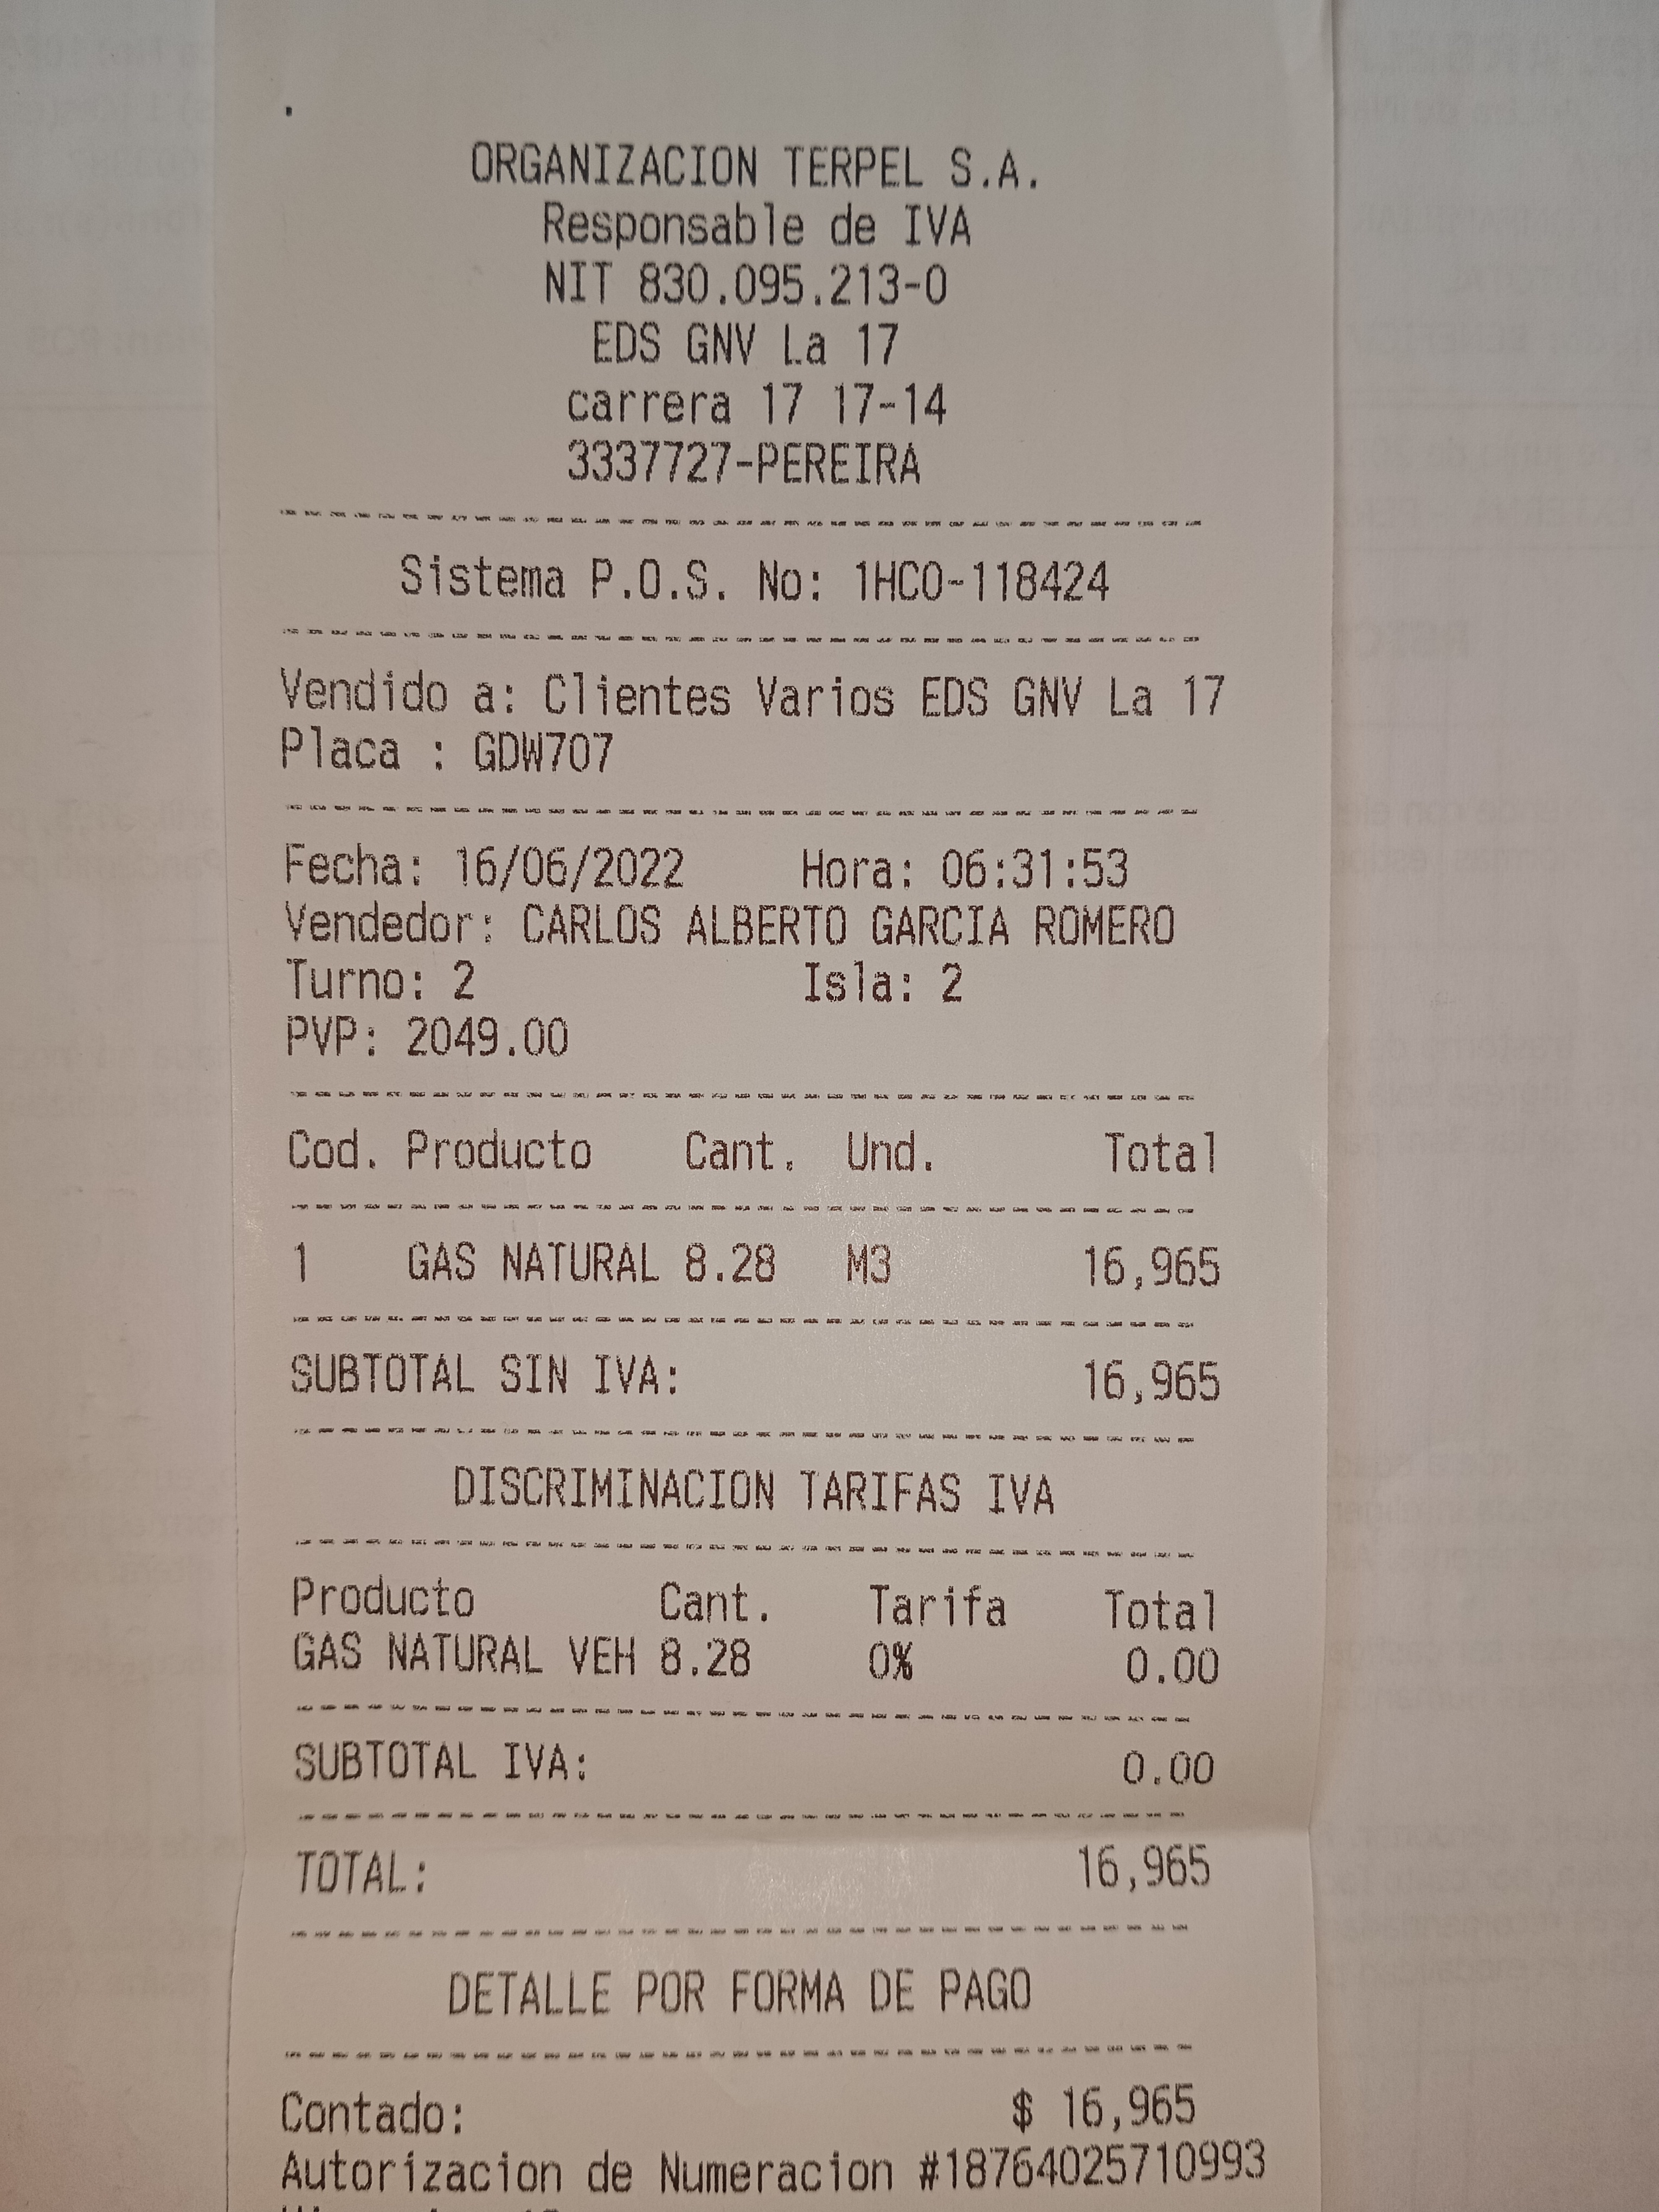 ORGANIZACION TERPEL S.A.
Responsable de IVA
NIT 830.095.213-0
EDS GNV La 17
carrera 17 17-14
3337727-PEREIRA
Sistema P.O.S. No: 1HCO-118424
Vendido a: Clientes Varios EDS GNV La 17
Placa : GDW707
Fecha: 16/06/2022 Hora: 06:31:53
Vendedor: CARLOS ALBERTO GARCIA ROMERO
Turno: 2 Isla: 2
PVP: 2049.00
Cod. Producto Cant. Und. Total
1 GAS NATURAL 8.28 M3 16,965
SUBTOTAL SIN IVA: 16,965
DISCRIMINACION TARIFAS IVA
Producto Cant. Tarifa Total
GAS NATURAL VEH 8.28 0% 0.00
SUBTOTAL IVA: 0.00
TOTAL: 16,965
DETALLE POR FORMA DE PAGO
Contado: $ 16,965
Autorizacion de Numeracion #18764025710993